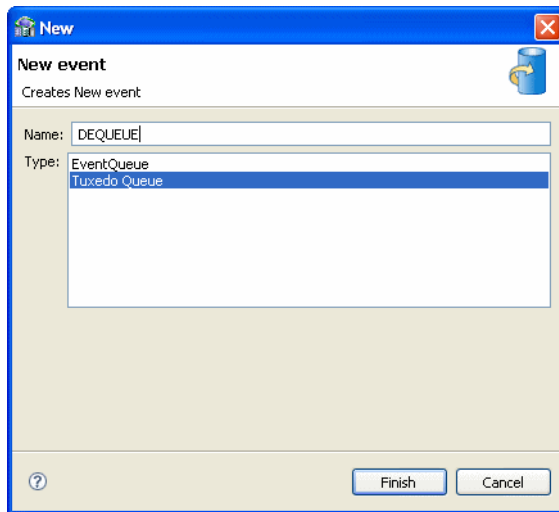 New
New event
Creates New event
Name: DEQUEUE
Type: EventQueue
Tuxedo Queue
? Finish Cancel